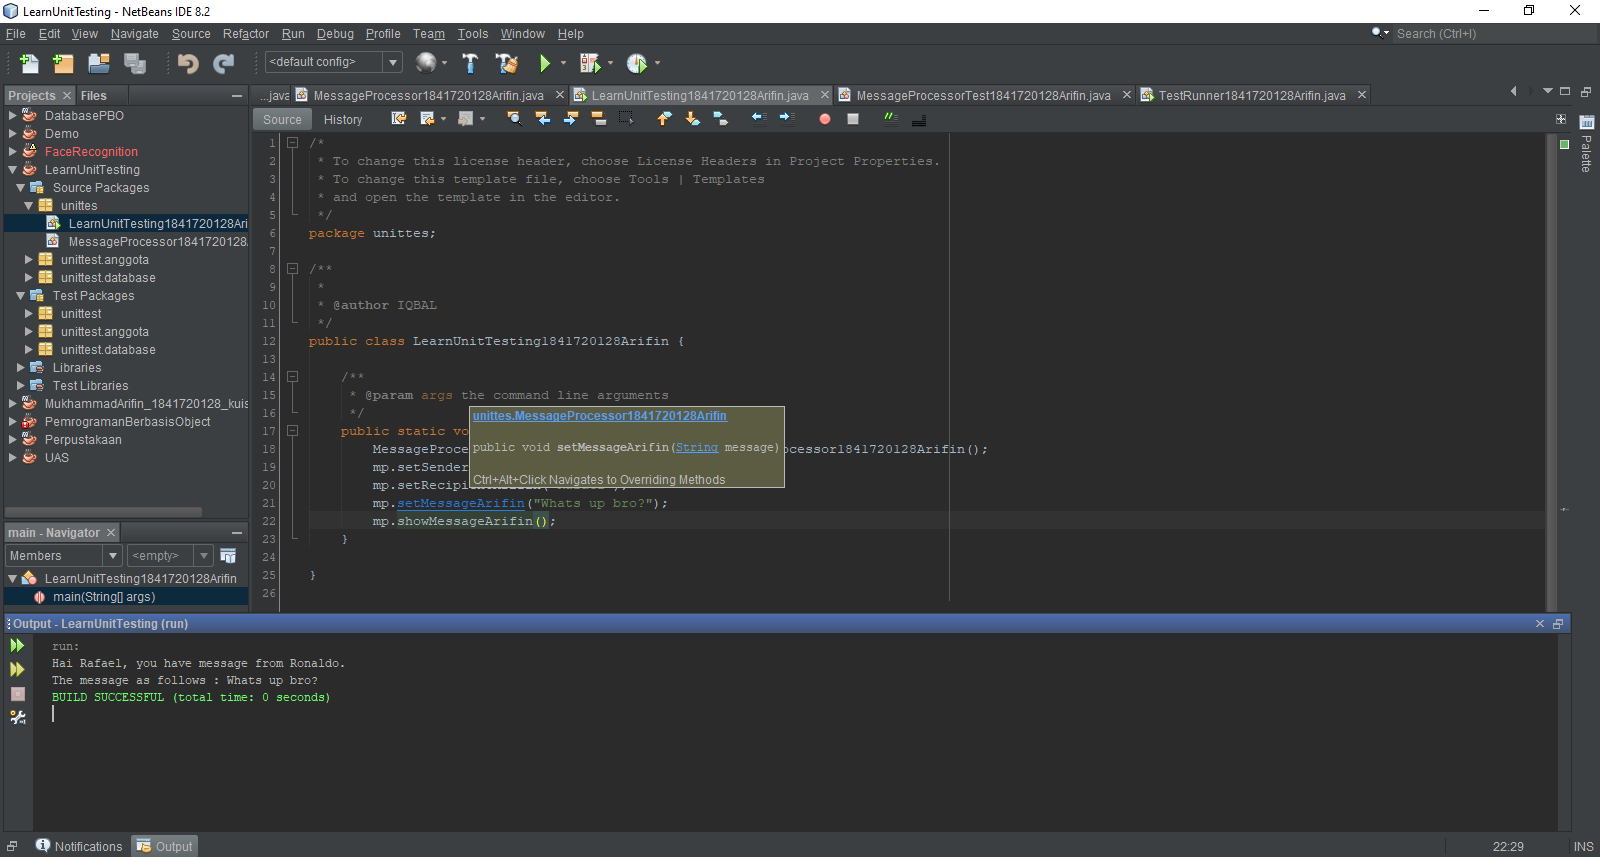 LearnUnitTesting - NetBeans IDE 8.2
File Edit View Navigate Source Refactor Run Debug Profile Team Tools Window Help
Search (Ctrl+I)
<default config>
Projects Files
DatabasePBO
Demo
FaceRecognition
LearnUnitTesting
Source Packages
unittes
LearnUnitTesting1841720128Ari
MessageProcessor1841720128
unittest.anggota
unittest.database
Test Packages
unittest
unittest.anggota
unittest.database
Libraries
Test Libraries
MukhammadArifin_1841720128_kuis
PemrogramanBerbasisObject
Perpustakaan
UAS
main - Navigator
Members <empty>
LearnUnitTesting1841720128Arifin
main(String[] args)
...java MessageProcessor1841720128Arifin.java LearnUnitTesting1841720128Arifin.java MessageProcessorTest1841720128Arifin.java TestRunner1841720128Arifin.java
Source History
Palette
1 /*
2 * To change this license header, choose License Headers in Project Properties.
3 * To change this template file, choose Tools | Templates
4 * and open the template in the editor.
5 */
6 package unittes;
7
8 /**
9 *
10 * @author IQBAL
11 */
12 public class LearnUnitTesting1841720128Arifin {
13
14 /**
15 * @param args the command line arguments
16 */
17 public static vo
18 MessageProce cessor1841720128Arifin();
19 mp.setSender
20
21 mp.setMessageArifin("Whats up bro?");
22 mp.showMessageArifin();
23 }
24
25 }
26
unittes.MessageProcessor1841720128Arifin
public void setMessageArifin(String message)
Ctrl+Alt+Click Navigates to Overriding Methods
Output - LearnUnitTesting (run)
run:
Hai Rafael, you have message from Ronaldo.
The message as follows : Whats up bro?
BUILD SUCCESSFUL (total time: 0 seconds)
Notifications Output
22:29 INS